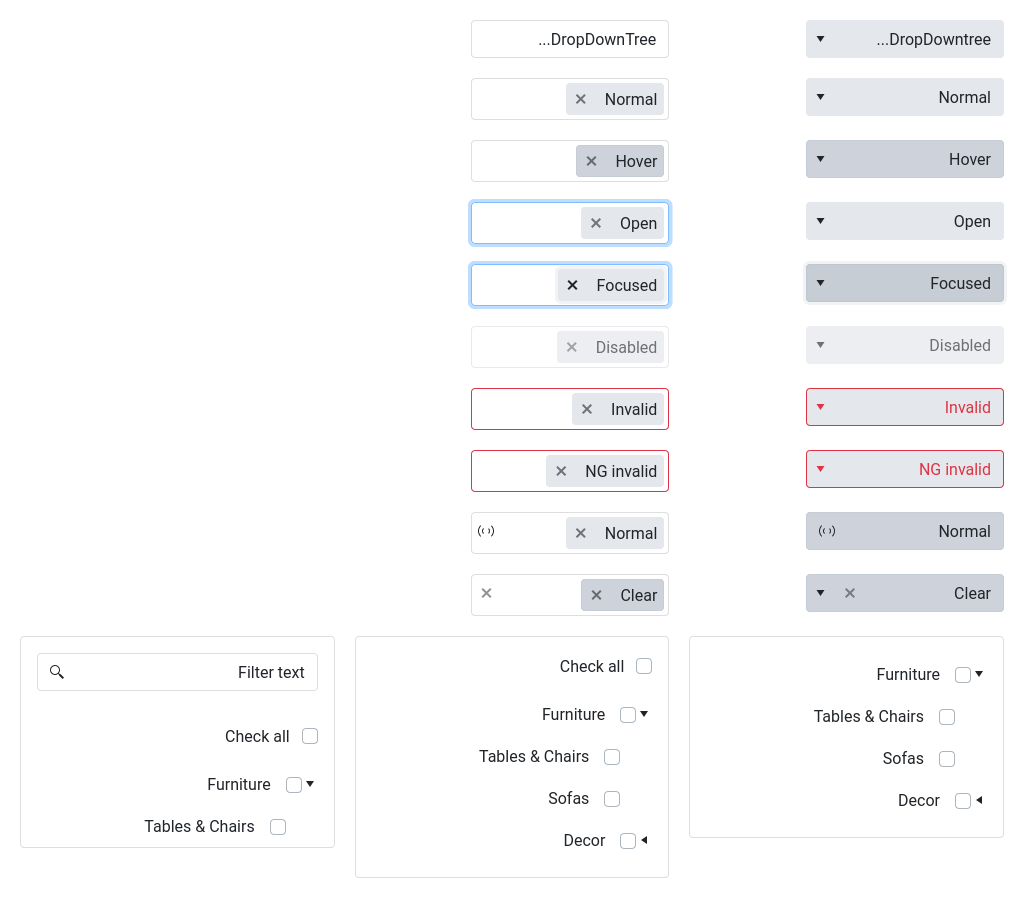 ...DropDownTree
...DropDowntree
Normal
Normal
Hover
Hover
Open
Open
Focused
Focused
Disabled
Disabled
Invalid
Invalid
NG invalid
NG invalid
Normal
Normal
Clear
Clear
Filter text
Check all
Furniture
Tables & Chairs
Check all
Furniture
Tables & Chairs
Sofas
Decor
Furniture
Tables & Chairs
Sofas
Decor